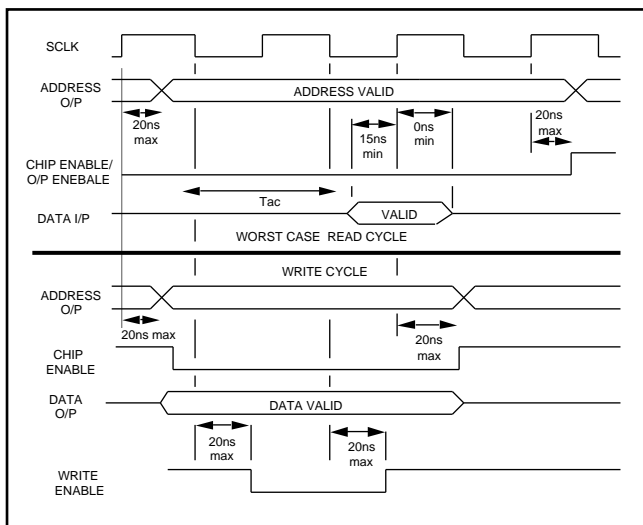 SCLK
ADDRESS
O/P
ADDRESS VALID
20ns
max
15ns
min
0ns
min
20ns
max
CHIP ENABLE/
O/P ENEBALE
Tac
DATA I/P
VALID
WORST CASE READ CYCLE
WRITE CYCLE
ADDRESS
O/P
20ns max
20ns
max
CHIP
ENABLE
DATA
O/P
DATA VALID
20ns
max
20ns
max
WRITE
ENABLE